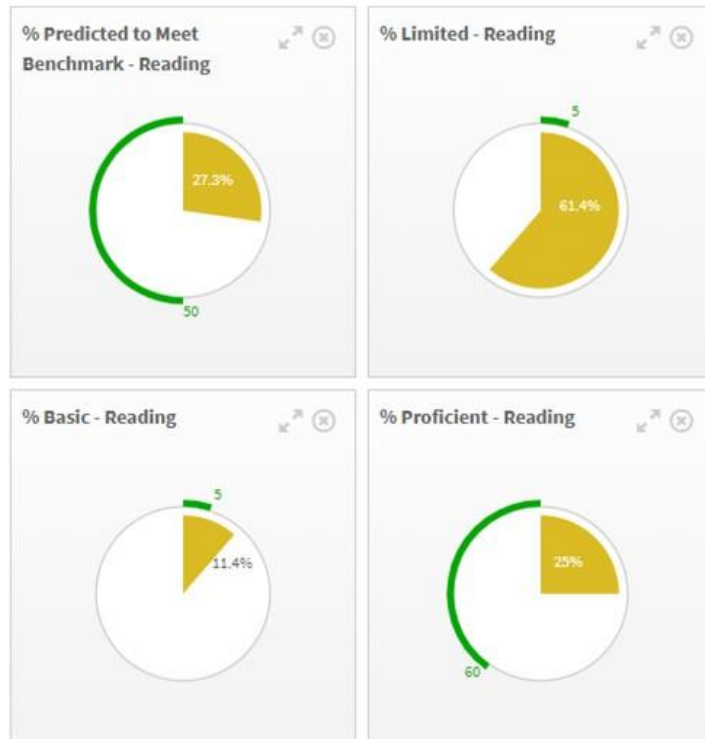 % Predicted to Meet
Benchmark - Reading
27.3%
50
% Limited - Reading
5
61.4%
% Basic - Reading
5
11.4%
% Proficient - Reading
25%
60